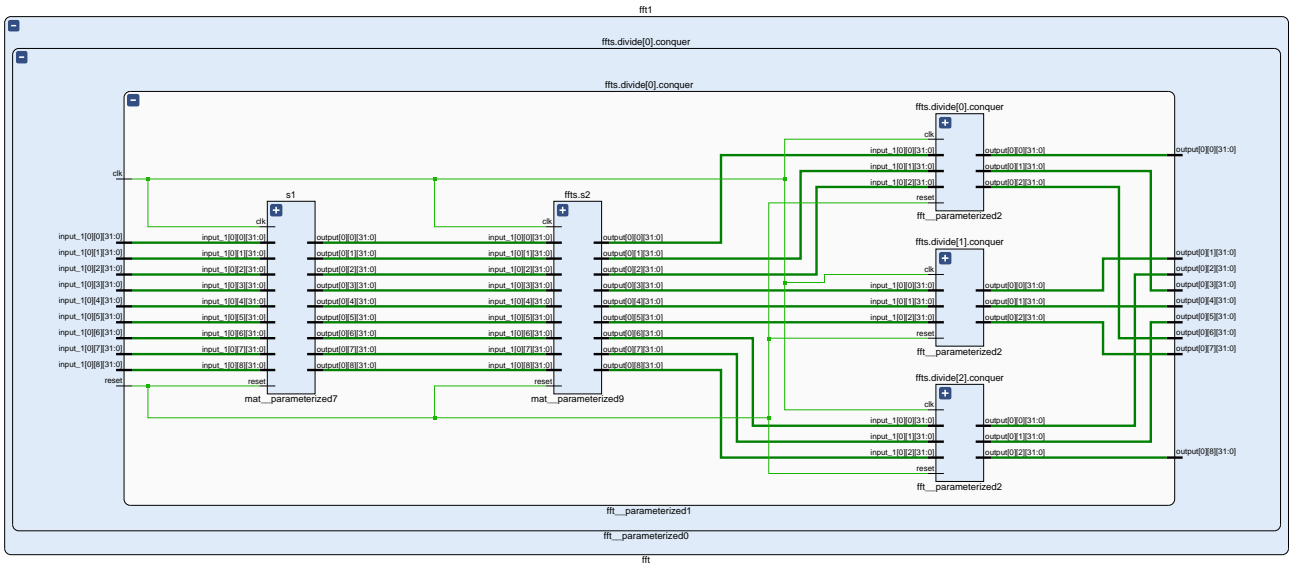 fft1
ffts.divide[0].conquer
ffts.divide[0].conquer
clk
input_1[0][0][31:0]
input_1[0][1][31:0]
input_1[0][2][31:0]
input_1[0][3][31:0]
input_1[0][4][31:0]
input_1[0][5][31:0]
input_1[0][6][31:0]
input_1[0][7][31:0]
input_1[0][8][31:0]
reset
s1
clk
input_1[0][0][31:0]
input_1[0][1][31:0]
input_1[0][2][31:0]
input_1[0][3][31:0]
input_1[0][4][31:0]
input_1[0][5][31:0]
input_1[0][6][31:0]
input_1[0][7][31:0]
input_1[0][8][31:0]
reset
output[0][0][31:0]
output[0][1][31:0]
output[0][2][31:0]
output[0][3][31:0]
output[0][4][31:0]
output[0][5][31:0]
output[0][6][31:0]
output[0][7][31:0]
output[0][8][31:0]
mat__parameterized7
ffts.s2
clk
input_1[0][0][31:0]
input_1[0][1][31:0]
input_1[0][2][31:0]
input_1[0][3][31:0]
input_1[0][4][31:0]
input_1[0][5][31:0]
input_1[0][6][31:0]
input_1[0][7][31:0]
input_1[0][8][31:0]
reset
output[0][0][31:0]
output[0][1][31:0]
output[0][2][31:0]
output[0][3][31:0]
output[0][4][31:0]
output[0][5][31:0]
output[0][6][31:0]
output[0][7][31:0]
output[0][8][31:0]
mat__parameterized9
ffts.divide[0].conquer
clk
input_1[0][0][31:0]
input_1[0][1][31:0]
input_1[0][2][31:0]
reset
output[0][0][31:0]
output[0][1][31:0]
output[0][2][31:0]
fft__parameterized2
ffts.divide[1].conquer
clk
input_1[0][0][31:0]
input_1[0][1][31:0]
input_1[0][2][31:0]
reset
output[0][0][31:0]
output[0][1][31:0]
output[0][2][31:0]
fft__parameterized2
ffts.divide[2].conquer
clk
input_1[0][0][31:0]
input_1[0][1][31:0]
input_1[0][2][31:0]
reset
output[0][0][31:0]
output[0][1][31:0]
output[0][2][31:0]
fft__parameterized2
output[0][0][31:0]
output[0][1][31:0]
output[0][2][31:0]
output[0][3][31:0]
output[0][4][31:0]
output[0][5][31:0]
output[0][6][31:0]
output[0][7][31:0]
output[0][8][31:0]
fft__parameterized1
fft__parameterized0
fft